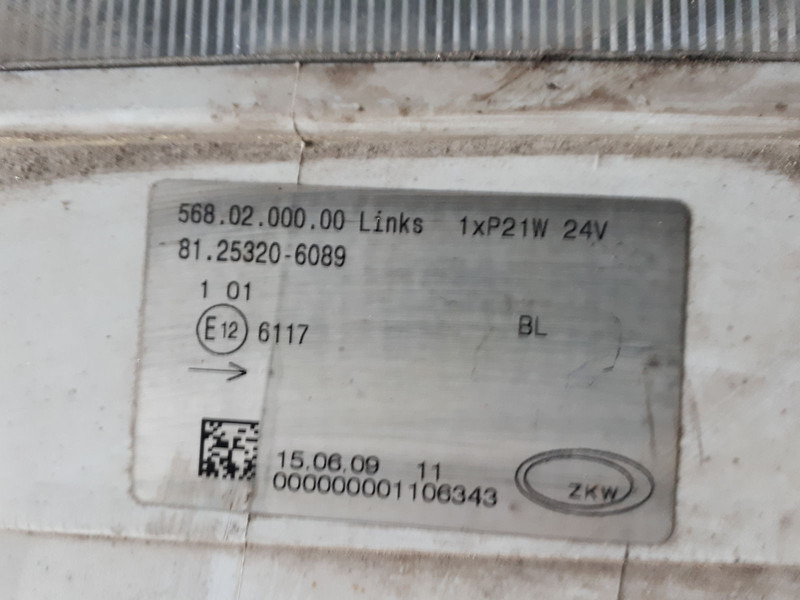 568.02.000.00 Links 1xP21W 24V
81.25320-6089
1 01
E12 6117
BL
15.06.09 11
000000001106343
ZKW